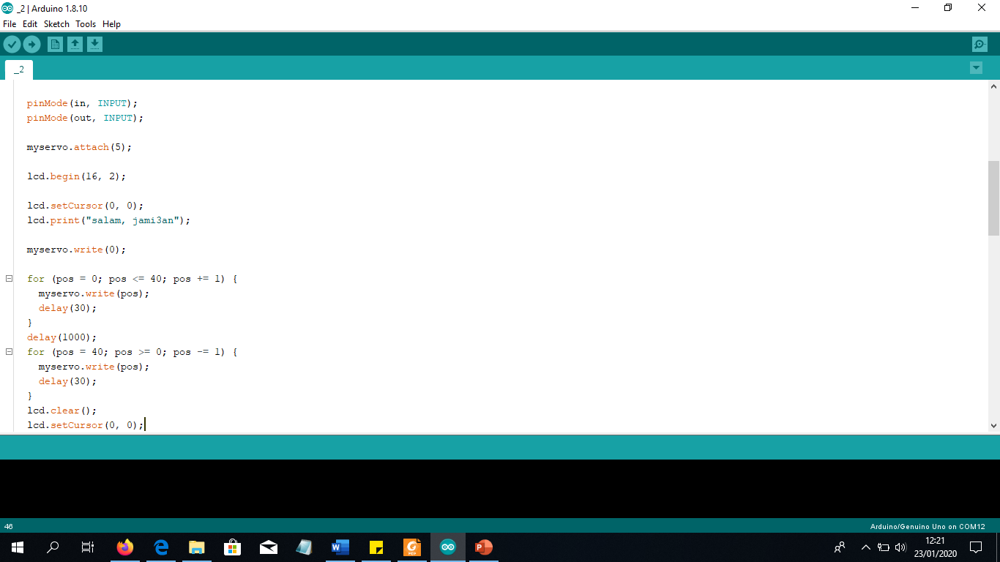 _2 | Arduino 1.8.10
File Edit Sketch Tools Help
_2
pinMode(in, INPUT);
pinMode(out, INPUT);
myservo.attach(5);
lcd.begin(16, 2);
lcd.setCursor(0, 0);
lcd.print("salam, jami3an");
myservo.write(0);
for (pos = 0; pos <= 40; pos += 1) {
myservo.write(pos);
delay(30);
}
delay(1000);
for (pos = 40; pos >= 0; pos -= 1) {
myservo.write(pos);
delay(30);
}
lcd.clear();
lcd.setCursor(0, 0);
46
Arduino/Genuino Uno on COM12
12:21
23/01/2020